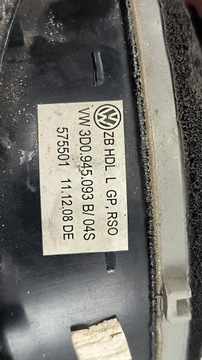 ZB HDL L GP, RSO
VW 3D0.945.093 B/ 04S
575501 11.12.08 DE